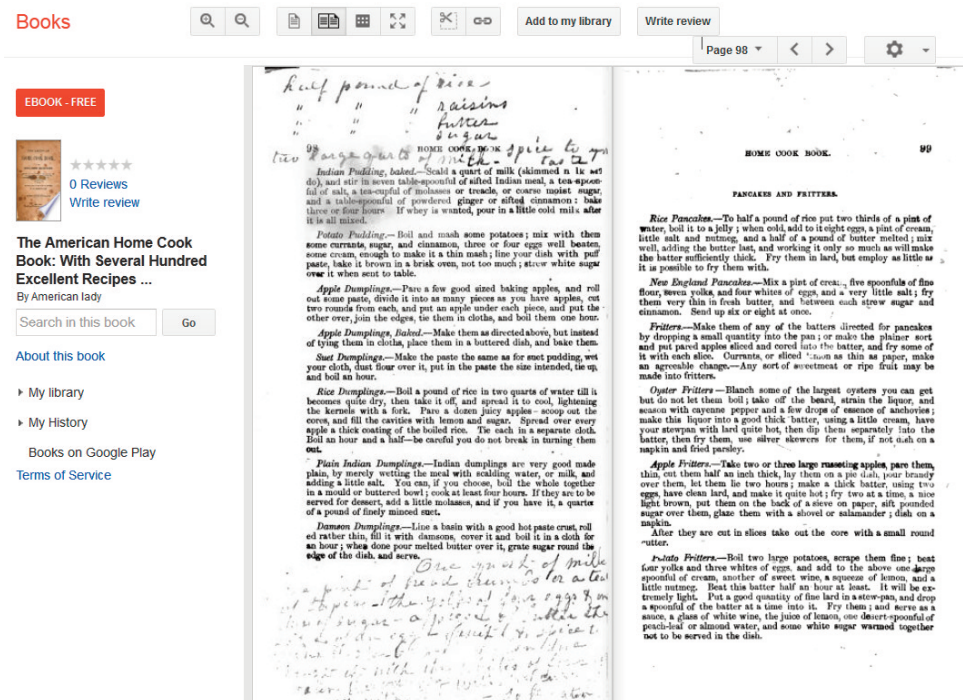 Books
Add to my library
Write review
Page 98
EBOOK - FREE
0 Reviews
Write review
The American Home Cook
Book: With Several Hundred
Excellent Recipes ...
By American lady
Search in this book
Go
About this book
My library
My History
Books on Google Play
Terms of Service
half pound of rice
" " " raisins
" " butter
" " sugar
98 HOME COOK BOOK
two large quarts of milk - spice to your
taste
Indian Pudding, baked.—Scald a quart of milk (skimmed
do), and stir in seven table-spoonful of sifted Indian meal, a tea-spoon-
ful of salt, a tea-cupful of molasses or treacle, or coarse moist sugar,
and a table-spoonful of powdered ginger or sifted cinnamon: bake
three or four hours If whey is wanted, pour in a little cold milk after
it is all mixed.
Potato Pudding.—Boil and mash some potatoes; mix with them
some currants, sugar, and cinnamon, three or four eggs well beaten,
some cream, enough to make it a thin mash; line your dish with puff
paste, bake it brown in a brisk oven, not too much; strew white sugar
over it when sent to table.
Apple Dumplings.—Pare a few good sized baking apples, and roll
out some paste, divide it into as many pieces as you have apples, cut
two rounds from each, and put an apple under each piece, and put the
other over, join the edges, tie them in cloths, and boil them one hour.
Apple Dumplings, Baked.—Make them as directed above, but instead
of tying them in cloths, place them in a buttered dish, and bake them.
Suet Dumplings.—Make the paste the same as for suet pudding, wet
your cloth, dust flour over it, put in the paste the size intended, tie up,
and boil an hour.
Rice Dumplings.—Boil a pound of rice in two quarts of water till it
becomes quite dry, then take it off, and spread it to cool, lightening
the kernels with a fork. Pare a dozen juicy apples - scoop out the
cores, and fill the cavities with lemon and sugar. Spread over every
apple a thick coating of the boiled rice. Tie each in a separate cloth.
Boil an hour and a half—be careful you do not break in turning them
out.
Plain Indian Dumplings.—Indian dumplings are very good made
plain, by merely wetting the meal with scalding water, or milk, and
adding a little salt. You can, if you choose, boil the whole together
in a mould or buttered bowl; cook at least four hours. If they are to be
served for dessert, add a little molasses, and if you have it, a quarter
of a pound of finely minced suet.
Damson Dumplings.—Line a basin with a good hot paste crust, roll
ed rather thin, fill it with damsons, cover it and boil it in a cloth for
an hour; when done pour melted butter over it, grate sugar round the
edge of the dish, and serve.
One quart of milk
a pint of bread crumbs
HOME COOK BOOK. 99
PANCAKES AND FRITTERS.
Rice Pancakes.—To half a pound of rice put two thirds of a pint of
water, boil it to a jelly; when cold, add to it eight eggs, a pint of cream,
little salt and nutmeg, and a half of a pound of butter melted; mix
well, adding the butter last, and working it only so much as will make
the batter sufficiently thick. Fry them in lard, but employ as little as
it is possible to fry them with.
New England Pancakes.—Mix a pint of cream, five spoonfuls of fine
flour, seven yolks, and four whites of eggs, and a very little salt; fry
them very thin in fresh butter, and between each strew sugar and
cinnamon. Send up six or eight at once.
Fritters.—Make them of any of the batters directed for pancakes
by dropping a small quantity into the pan; or make the plainer sort
and put pared apples sliced and cored into the batter, and fry some of
it with each slice. Currants, or sliced lemon as thin as paper, make
an agreeable change.—Any sort of sweetmeat or ripe fruit may be
made into fritters.
Oyster Fritters—Blanch some of the largest oysters you can get
but do not let them boil; take off the beard, strain the liquor, and
season with cayenne pepper and a few drops of essence of anchovies;
make this liquor into a good thick batter, using a little cream, have
your stewpan with lard quite hot, then dip them separately into the
batter, then fry them, use silver skewers for them, if not dish on a
napkin and fried parsley.
Apple Fritters.—Take two or three large russeting apples, pare them,
thin, cut them half an inch thick, lay them on a pie dish, pour brandy
over them, let them lie two hours; make a thick batter, using two
eggs, have clean lard, and make it quite hot; fry two at a time, a nice
light brown, put them on the back of a sieve on paper, sift pounded
sugar over them, glaze them with a shovel or salamander; dish on a
napkin.
After they are cut in slices take out the core with a small round
cutter.
Potato Fritters.—Boil two large potatoes, scrape them fine; beat
four yolks and three whites of eggs, and add to the above one large
spoonful of cream, another of sweet wine, a squeeze of lemon, and a
little nutmeg. Beat this batter half an hour at least. It will be ex-
tremely light. Put a good quantity of fine lard in a stew-pan, and drop
a spoonful of the batter at a time into it. Fry them; and serve as a
sauce, a glass of white wine, the juice of lemon, one desert-spoonful of
peach-leaf or almond water, and some white sugar warmed together
not to be served in the dish.